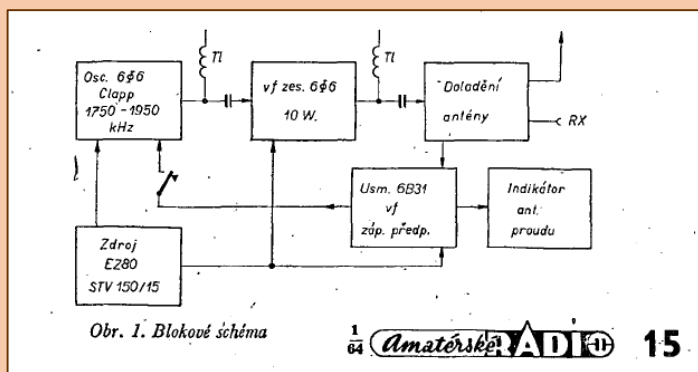 Tl
Tl
Osc. 6ф6
Clapp
1750-1950
kHz
vf zes. 6ф6
10 W.
Doladění
antény
RX
Usm. 6B31
vf
záp. předp.
Indikátor
ant.
proudu
Zdroj
EZ80
STV 150/15
Obr. 1. Blokové schéma
1/64 Amatérské RADIO 15